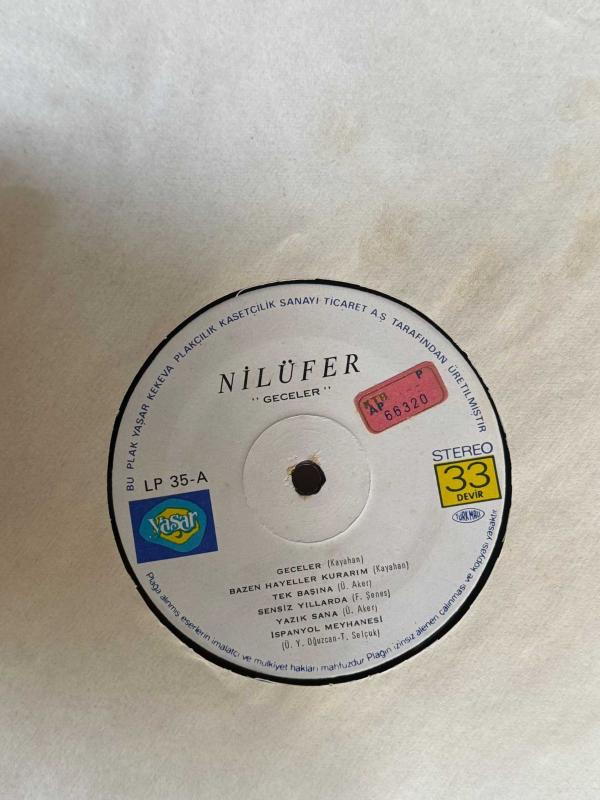 BU PLAK YAŞAR KEKEVA PLAKÇILIK KASETÇİLİK SANAYİ TİCARET A.Ş TARAFINDAN ÜRETİLMİŞTİR
NİLÜFER
"GECELER"
KTB P
AP 66320
LP 35-A
STEREO
33
DEVİR
yaşar
TÜRK MALI
GECELER (Kayahan)
BAZEN HAYELLER KURARIM (Kayahan)
TEK BAŞINA (Ü. Aker)
SENSİZ YILLARDA (F. Şenes)
YAZIK SANA (Ü. Aker)
İSPANYOL MEYHANESİ
(Ü. Y. Oğuzcan-T. Selçuk)
Plağa alınmış eserlerin imalatçı ve mülkiyet hakları mahfuzdur Plağın izinsiz alenen çalınması ve kopyası yasaktır.